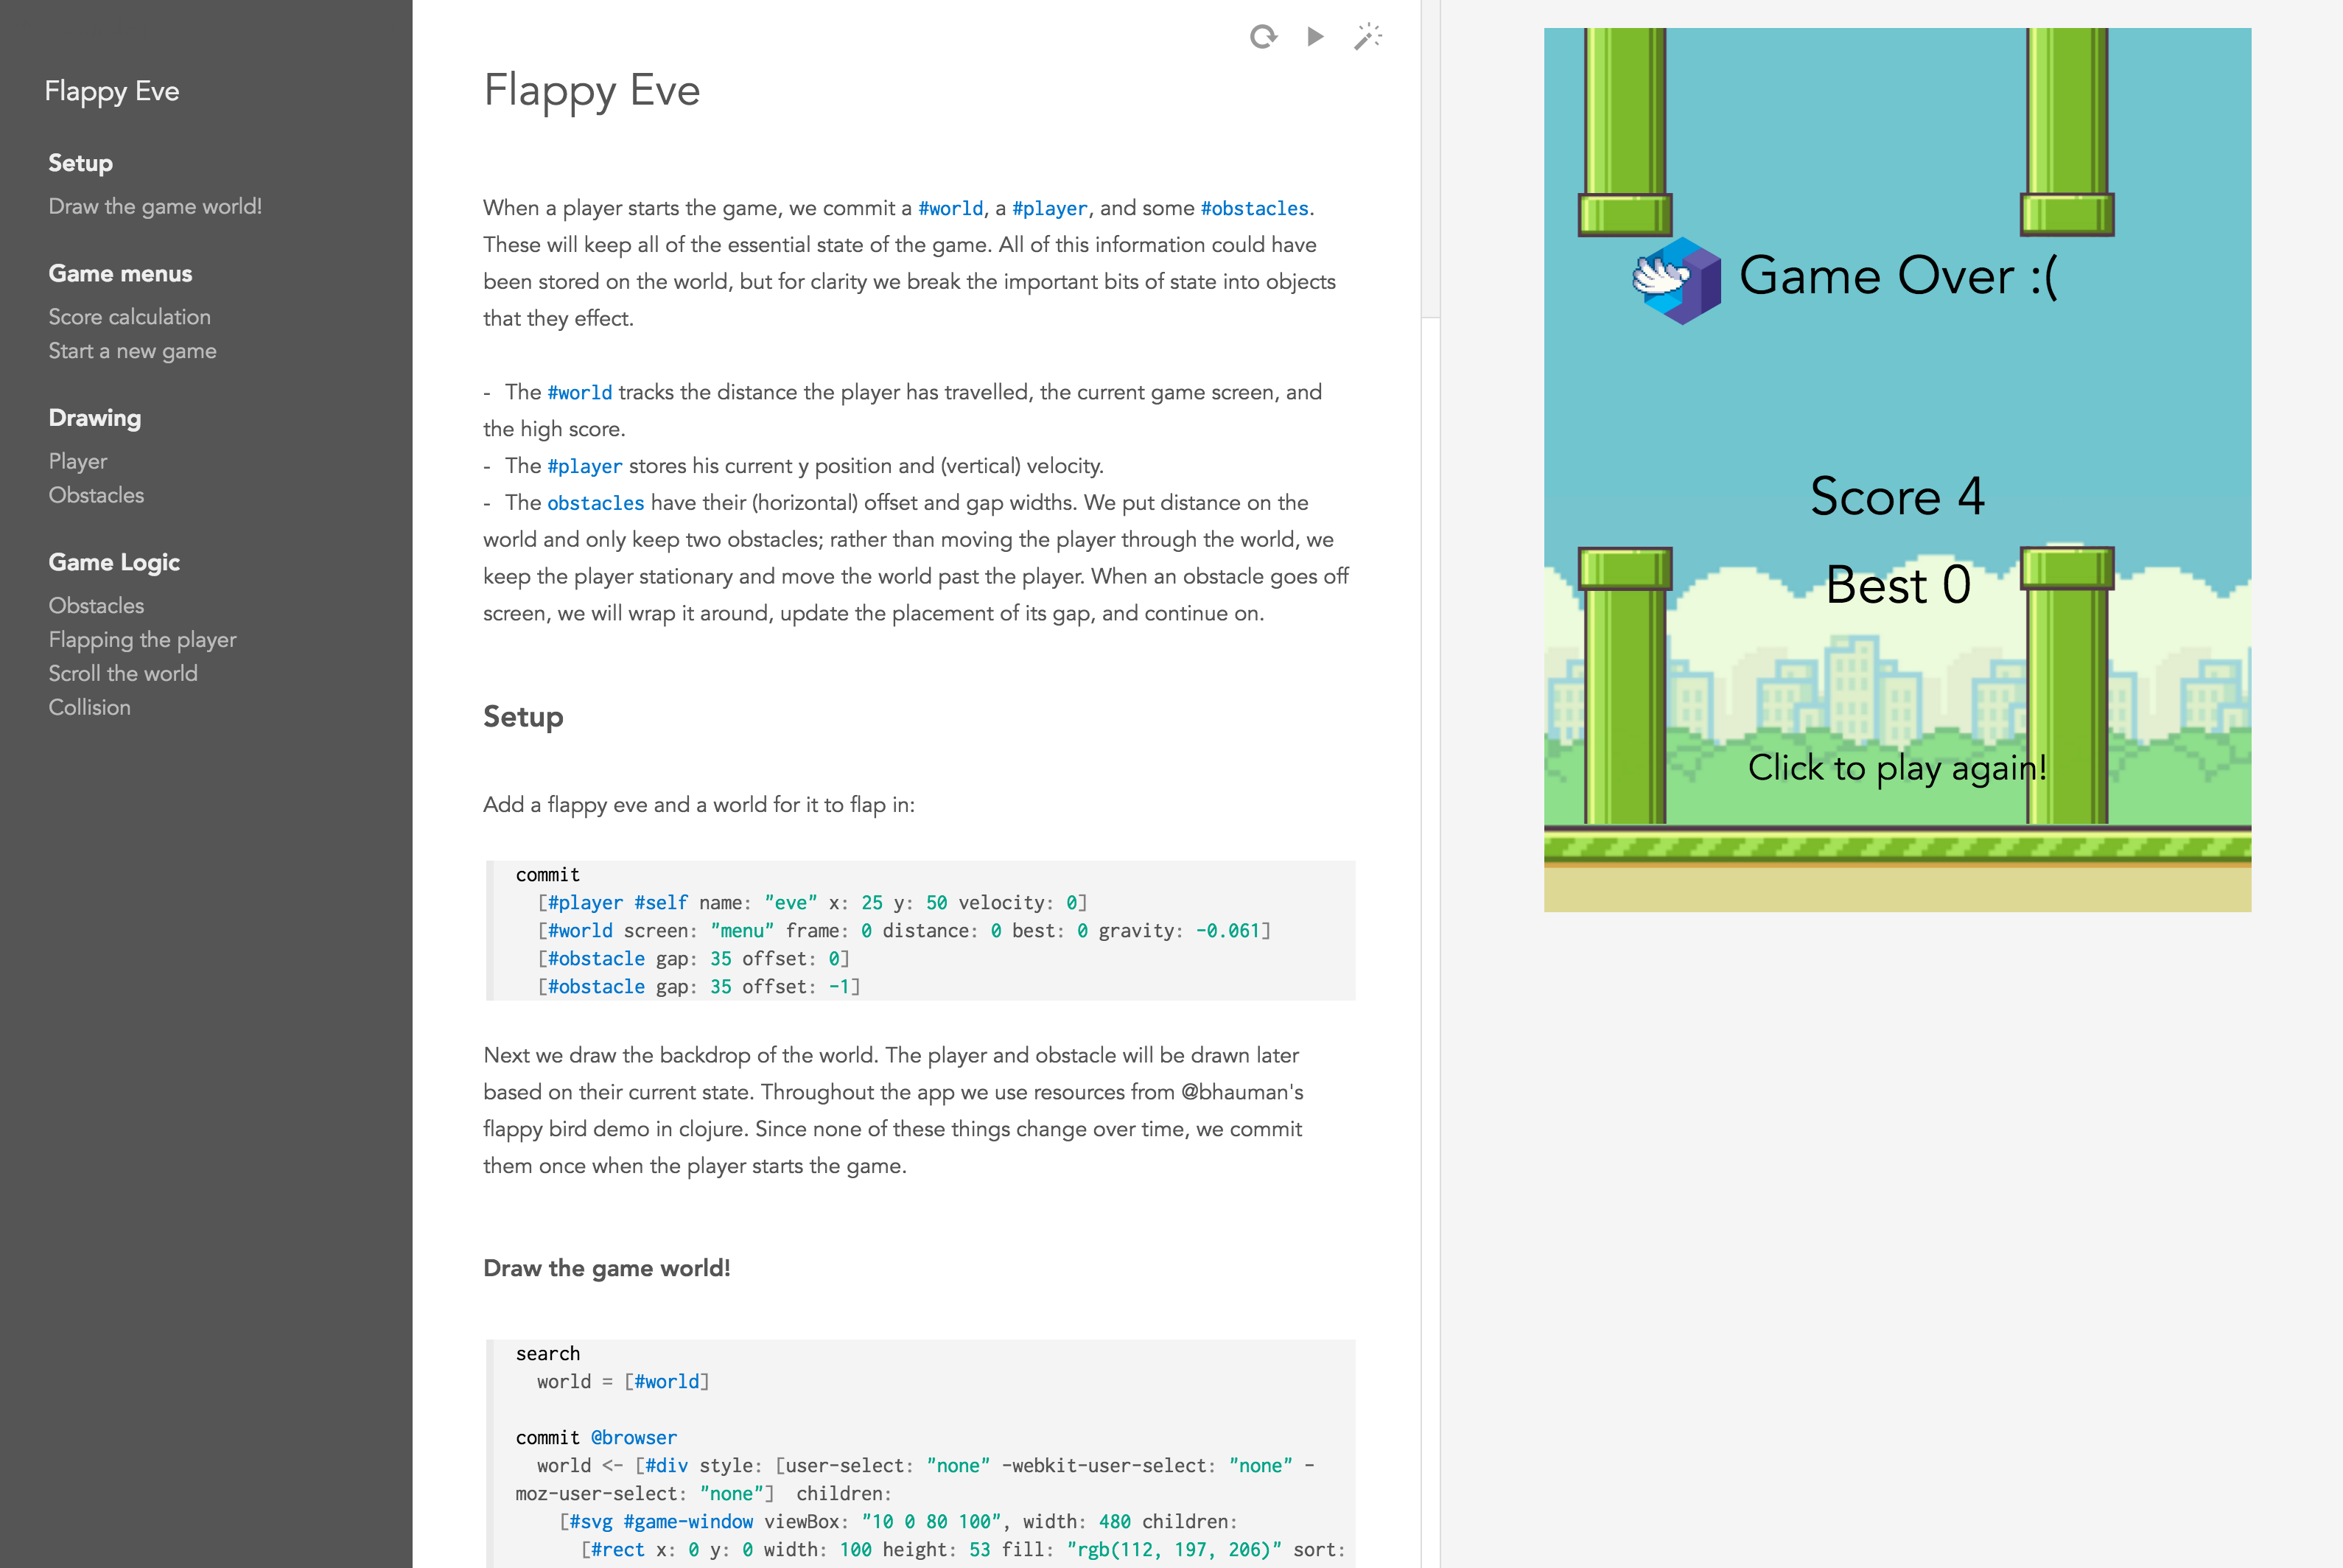 Flappy Eve
Setup
Draw the game world!
Game menus
Score calculation
Start a new game
Drawing
Player
Obstacles
Game Logic
Obstacles
Flapping the player
Scroll the world
Collision
Flappy Eve
When a player starts the game, we commit a #world, a #player, and some #obstacles.
These will keep all of the essential state of the game. All of this information could have
been stored on the world, but for clarity we break the important bits of state into objects
that they effect.
- The #world tracks the distance the player has travelled, the current game screen, and
the high score.
- The #player stores his current y position and (vertical) velocity.
- The obstacles have their (horizontal) offset and gap widths. We put distance on the
world and only keep two obstacles; rather than moving the player through the world, we
keep the player stationary and move the world past the player. When an obstacle goes off
screen, we will wrap it around, update the placement of its gap, and continue on.
Setup
Add a flappy eve and a world for it to flap in:
commit
[#player #self name: "eve" x: 25 y: 50 velocity: 0]
[#world screen: "menu" frame: 0 distance: 0 best: 0 gravity: -0.061]
[#obstacle gap: 35 offset: 0]
[#obstacle gap: 35 offset: -1]
Next we draw the backdrop of the world. The player and obstacle will be drawn later
based on their current state. Throughout the app we use resources from @bhauman's
flappy bird demo in clojure. Since none of these things change over time, we commit
them once when the player starts the game.
Draw the game world!
search
world = [#world]
commit @browser
world <- [#div style: [user-select: "none" -webkit-user-select: "none" -
moz-user-select: "none"]  children:
[#svg #game-window viewBox: "10 0 80 100", width: 480 children:
[#rect x: 0 y: 0 width: 100 height: 53 fill: "rgb(112, 197, 206)" sort:
Game Over :(
Score 4
Best 0
Click to play again!